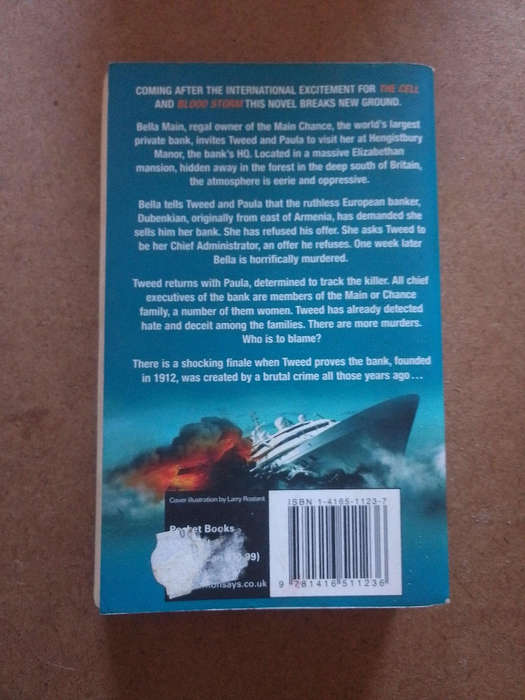 COMING AFTER THE INTERNATIONAL EXCITEMENT FOR THE CELL
AND BLOOD STORM THIS NOVEL BREAKS NEW GROUND.
Bella Main, regal owner of the Main Chance, the world's largest
private bank, invites Tweed and Paula to visit her at Hengistbury
Manor, the bank's HQ. Located in a massive Elizabethan
mansion, hidden away in the forest in the deep south of Britain,
the atmosphere is eerie and oppressive.
Bella tells Tweed and Paula that the ruthless European banker,
Dubenkian, originally from east of Armenia, has demanded she
sells him her bank. She has refused his offer. She asks Tweed to
be her Chief Administrator, an offer he refuses. One week later
Bella is horrifically murdered.
Tweed returns with Paula, determined to track the killer. All chief
executives of the bank are members of the Main or Chance
family, a number of them women. Tweed has already detected
hate and deceit among the families. There are more murders.
Who is to blame?
There is a shocking finale when Tweed proves the bank, founded
in 1912, was created by a brutal crime all those years ago...
Cover illustration by Larry Rostant
Books
.99)
onsays.co.uk
ISBN 1-4165-1123-7
9 781416 511236